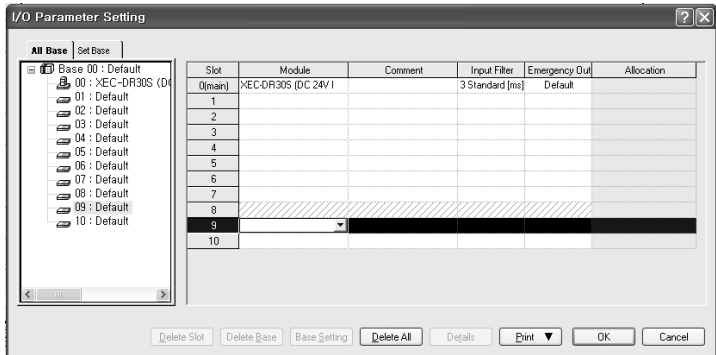 I/O Parameter Setting
All Base Set Base
Base 00 : Default
00 : XEC-DR30S (D
01 : Default
02 : Default
03 : Default
04 : Default
05 : Default
06 : Default
07 : Default
08 : Default
09 : Default
10 : Default
Slot Module Comment Input Filter Emergency Out Allocation
0(main) XEC-DR30S (DC 24V I 3 Standard [ms] Default
1
2
3
4
5
6
7
8
9
10
Delete Slot Delete Base Base Setting Delete All Details Print ▼ OK Cancel